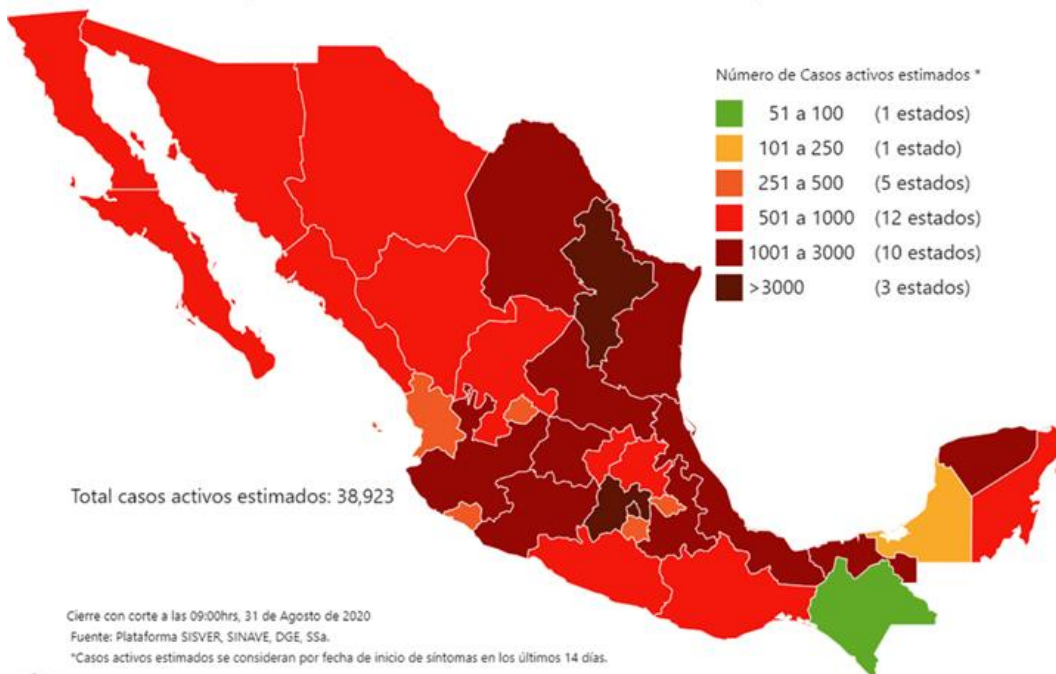 Número de Casos activos estimados *
51 a 100 (1 estados)
101 a 250 (1 estado)
251 a 500 (5 estados)
501 a 1000 (12 estados)
1001 a 3000 (10 estados)
>3000 (3 estados)
Total casos activos estimados: 38,923
Cierre con corte a las 09:00hrs, 31 de Agosto de 2020
Fuente: Plataforma SISVER, SINAVE, DGE, SSa.
*Casos activos estimados se consideran por fecha de inicio de síntomas en los últimos 14 días.